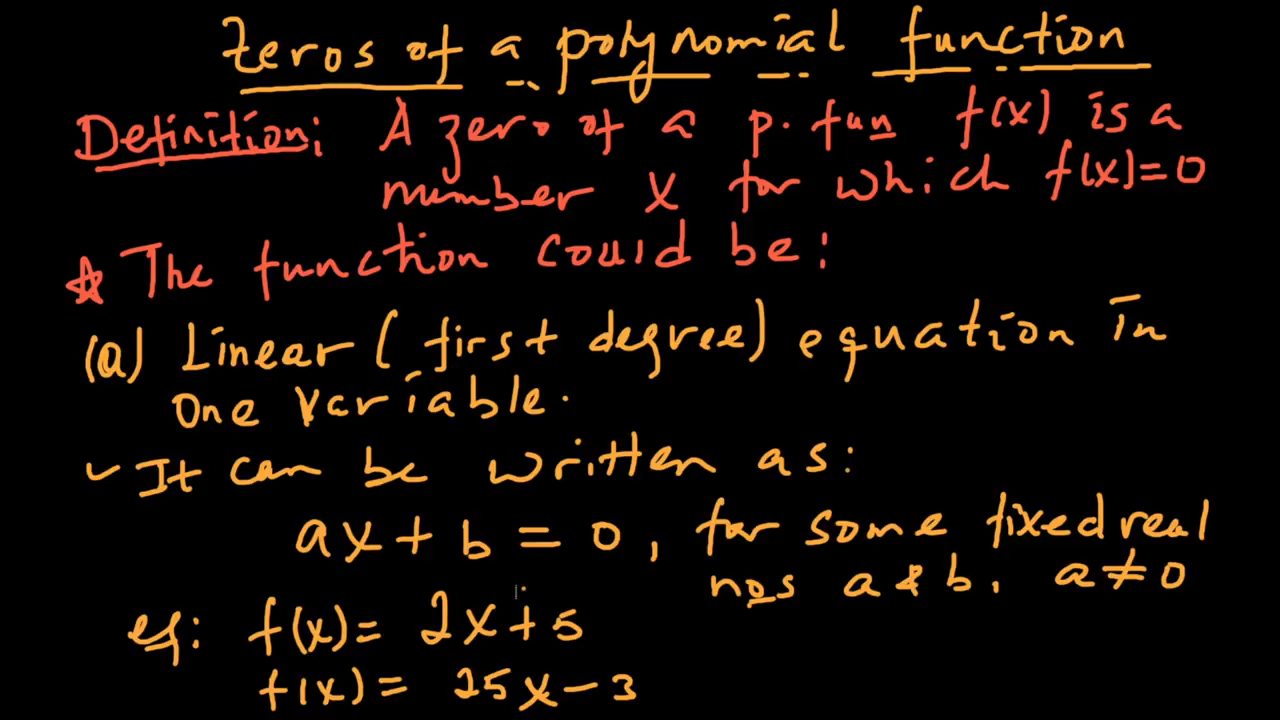 Zeros of a polynomial function
Definition: A zero of a p. fun f(x) is a
number X for which f(x)=0
☆ The function could be:
(a) Linear (first degree) equation in
One variable.
✓ It can be written as:
ax + b = 0, for some fixed real
nos a & b, a≠0
eg: f(x) = 2x+5
f(x) = 25x-3